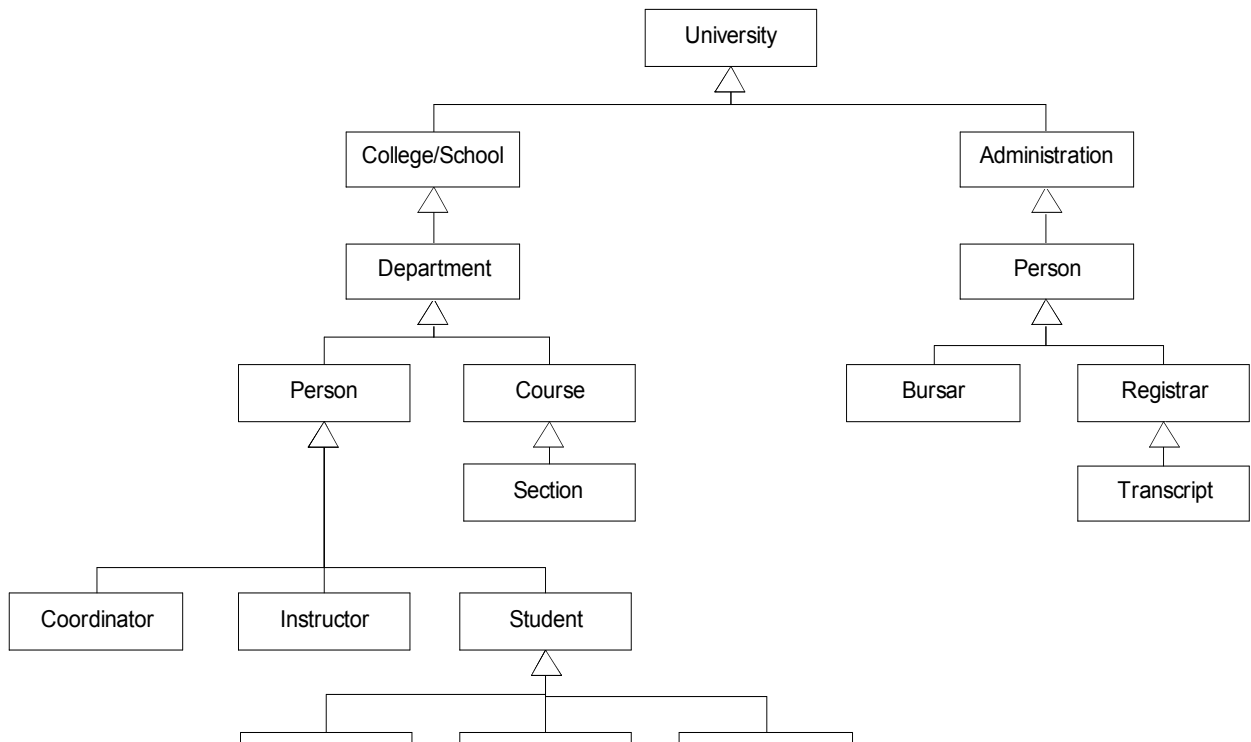 University
College/School
Administration
Department
Person
Person
Course
Bursar
Registrar
Section
Transcript
Coordinator
Instructor
Student